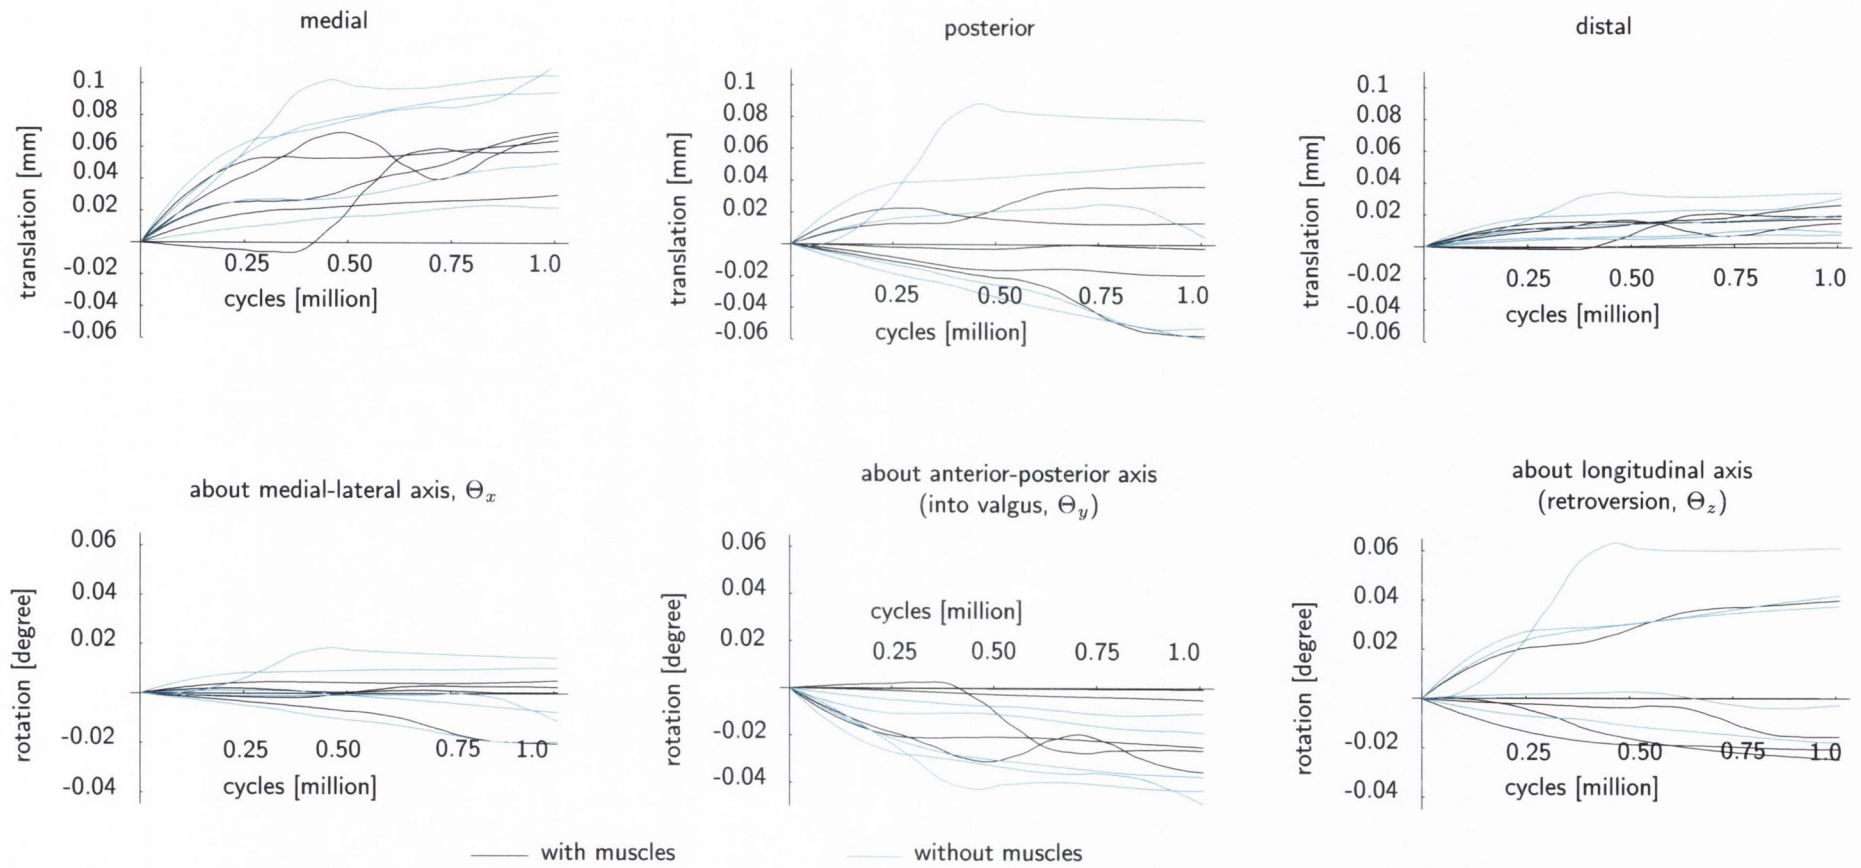 medial
posterior
distal
0.1
0.08
0.06
0.04
0.02
-0.02
-0.04
-0.06
translation [mm]
0.25 0.50 0.75 1.0
cycles [million]
0.1
0.08
0.06
0.04
0.02
-0.02
-0.04
-0.06
translation [mm]
0.25 0.50 0.75 1.0
cycles [million]
0.1
0.08
0.06
0.04
0.02
-0.02
-0.04
-0.06
translation [mm]
0.25 0.50 0.75 1.0
cycles [million]
about medial-lateral axis, Θx
0.06
0.04
0.02
-0.02
-0.04
rotation [degree]
0.25 0.50 0.75 1.0
cycles [million]
about anterior-posterior axis
(into valgus, Θy)
0.06
0.04
0.02
-0.02
-0.04
rotation [degree]
cycles [million]
0.25 0.50 0.75 1.0
about longitudinal axis
(retroversion, Θz)
0.06
0.04
0.02
-0.02
-0.04
rotation [degree]
0.25 0.50 0.75 1.0
cycles [million]
with muscles
without muscles